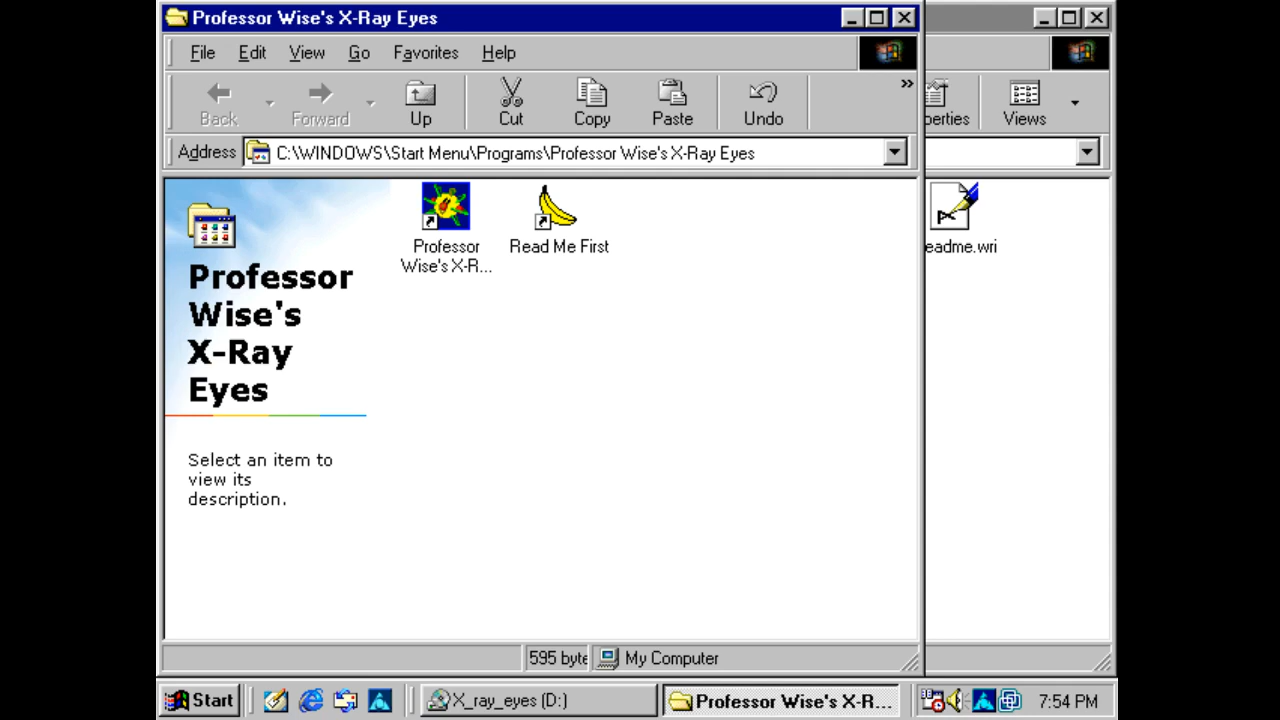 Professor Wise's X-Ray Eyes
File Edit View Go Favorites Help
Back Forward Up Cut Copy Paste Undo » Views
Address C:\WINDOWS\Start Menu\Programs\Professor Wise's X-Ray Eyes
Professor
Wise's X-R...
Read Me First
eadme.wri
Professor
Wise's
X-Ray
Eyes
Select an item to
view its
description.
595 byte My Computer
Start X_ray_eyes (D:) Professor Wise's X-R... 7:54 PM